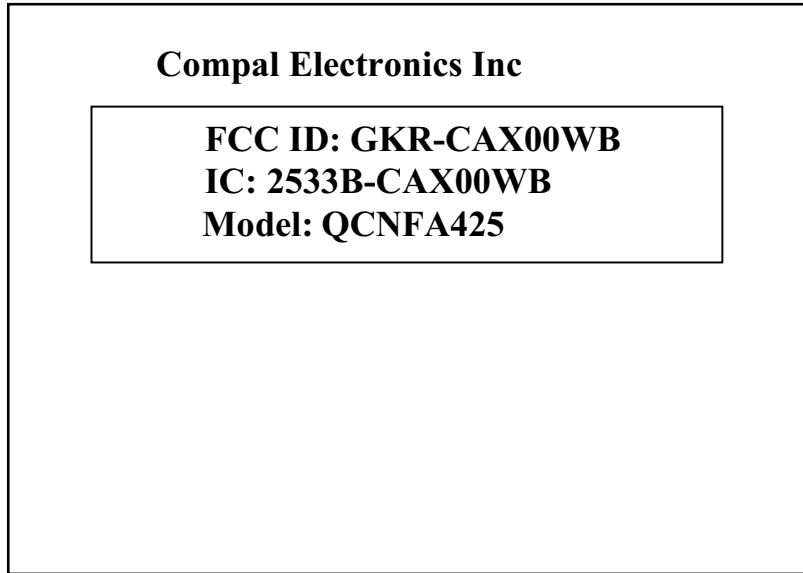 Compal Electronics Inc
FCC ID: GKR-CAX00WB
IC: 2533B-CAX00WB
Model: QCNFA425